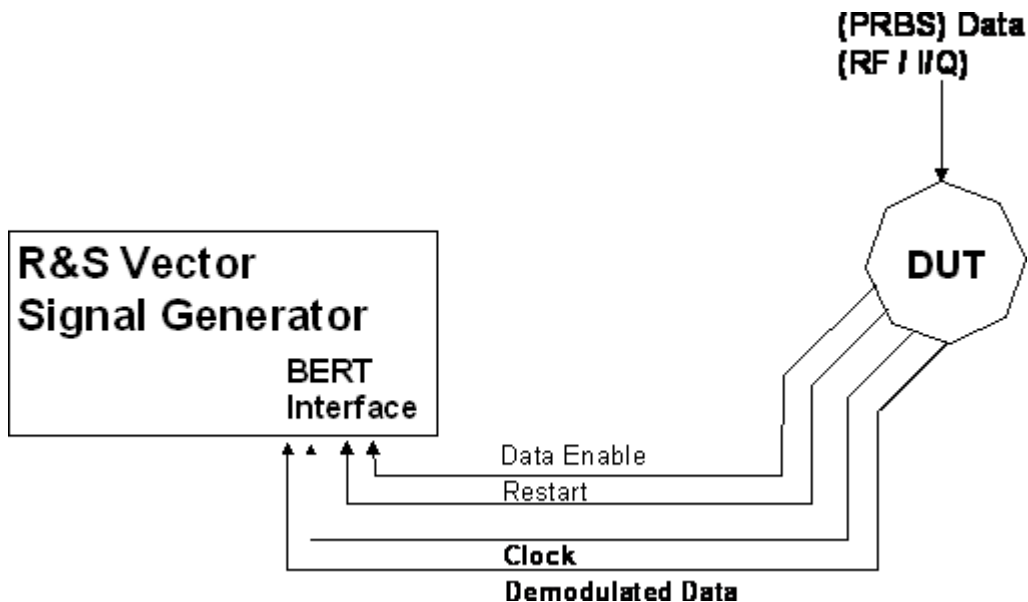 (PRBS) Data
(RF / I/Q)
DUT
R&S Vector
Signal Generator
BERT
Interface
Data Enable
Restart
Clock
Demodulated Data